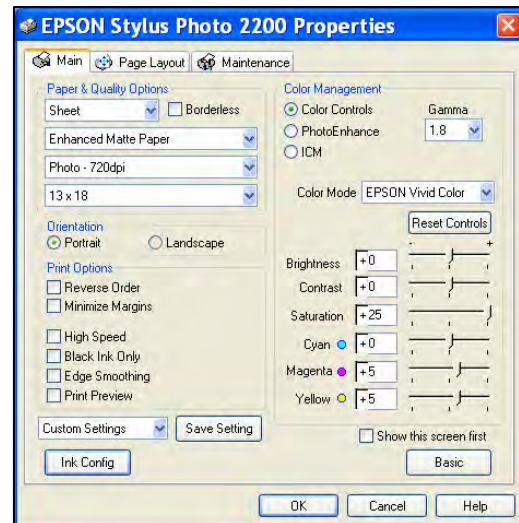 EPSON Stylus Photo 2200 Properties
Main Page Layout Maintenance
Paper & Quality Options
Sheet Borderless
Enhanced Matte Paper
Photo - 720dpi
13 x 18
Orientation
Portrait Landscape
Print Options
Reverse Order
Minimize Margins
High Speed
Black Ink Only
Edge Smoothing
Print Preview
Custom Settings Save Setting
Ink Config
Color Management
Color Controls Gamma
PhotoEnhance 1.8
ICM
Color Mode EPSON Vivid Color
Reset Controls
- +
Brightness +0
Contrast +0
Saturation +25
Cyan +0
Magenta +5
Yellow +5
Show this screen first
Basic
OK Cancel Help